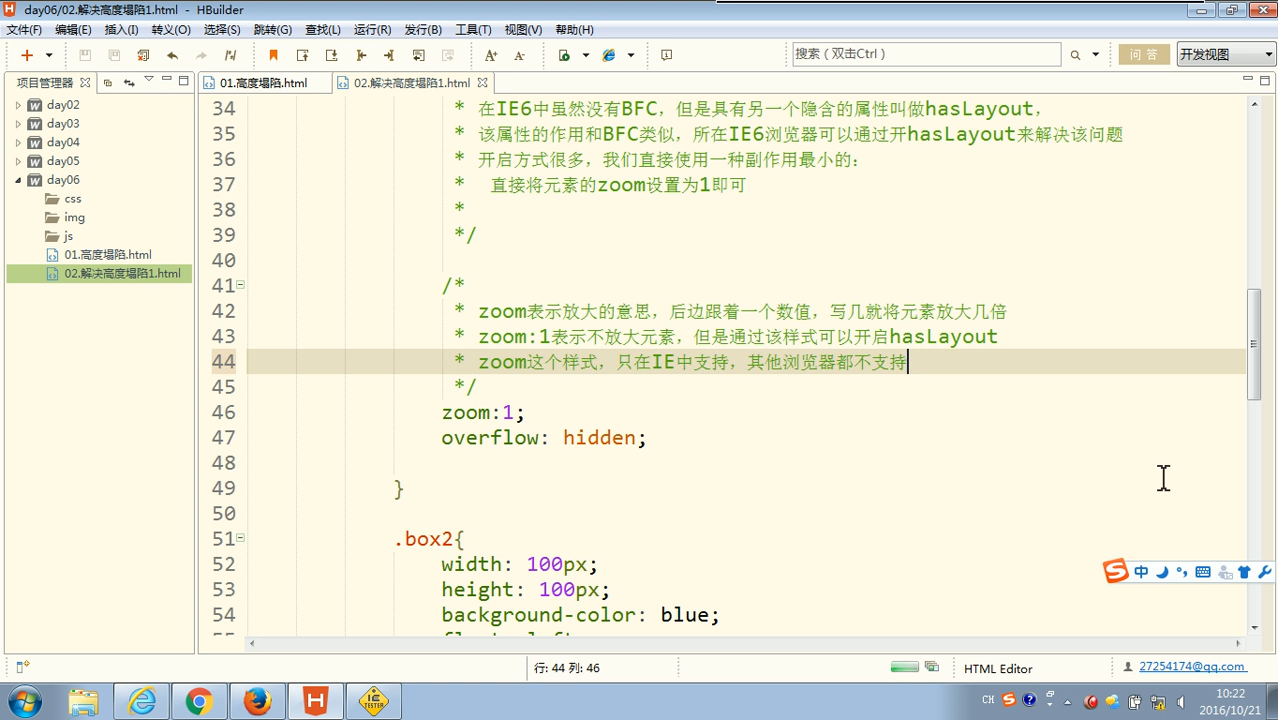 day06/02.解决高度塌陷1.html - HBuilder
文件(F) 编辑(E) 插入(I) 转义(O) 选择(S) 跳转(G) 查找(L) 运行(R) 发行(B) 工具(T) 视图(V) 帮助(H)
搜索（双击Ctrl） 问 答 开发视图
项目管理器
01.高度塌陷.html 02.解决高度塌陷1.html
day02
day03
day04
day05
day06
css
img
js
01.高度塌陷.html
02.解决高度塌陷1.html
34 * 在IE6中虽然没有BFC，但是具有另一个隐含的属性叫做hasLayout，
35 * 该属性的作用和BFC类似，所在IE6浏览器可以通过开hasLayout来解决该问题
36 * 开启方式很多，我们直接使用一种副作用最小的：
37 * 直接将元素的zoom设置为1即可
38 *
39 */
40
41 /*
42 * zoom表示放大的意思，后边跟着一个数值，写几就将元素放大几倍
43 * zoom:1表示不放大元素，但是通过该样式可以开启hasLayout
44 * zoom这个样式，只在IE中支持，其他浏览器都不支持
45 */
46 zoom:1;
47 overflow: hidden;
48
49 }
50
51 .box2{
52 width: 100px;
53 height: 100px;
54 background-color: blue;
中
行: 44 列: 46 HTML Editor 27254174@qq.com
CH 10:22
2016/10/21